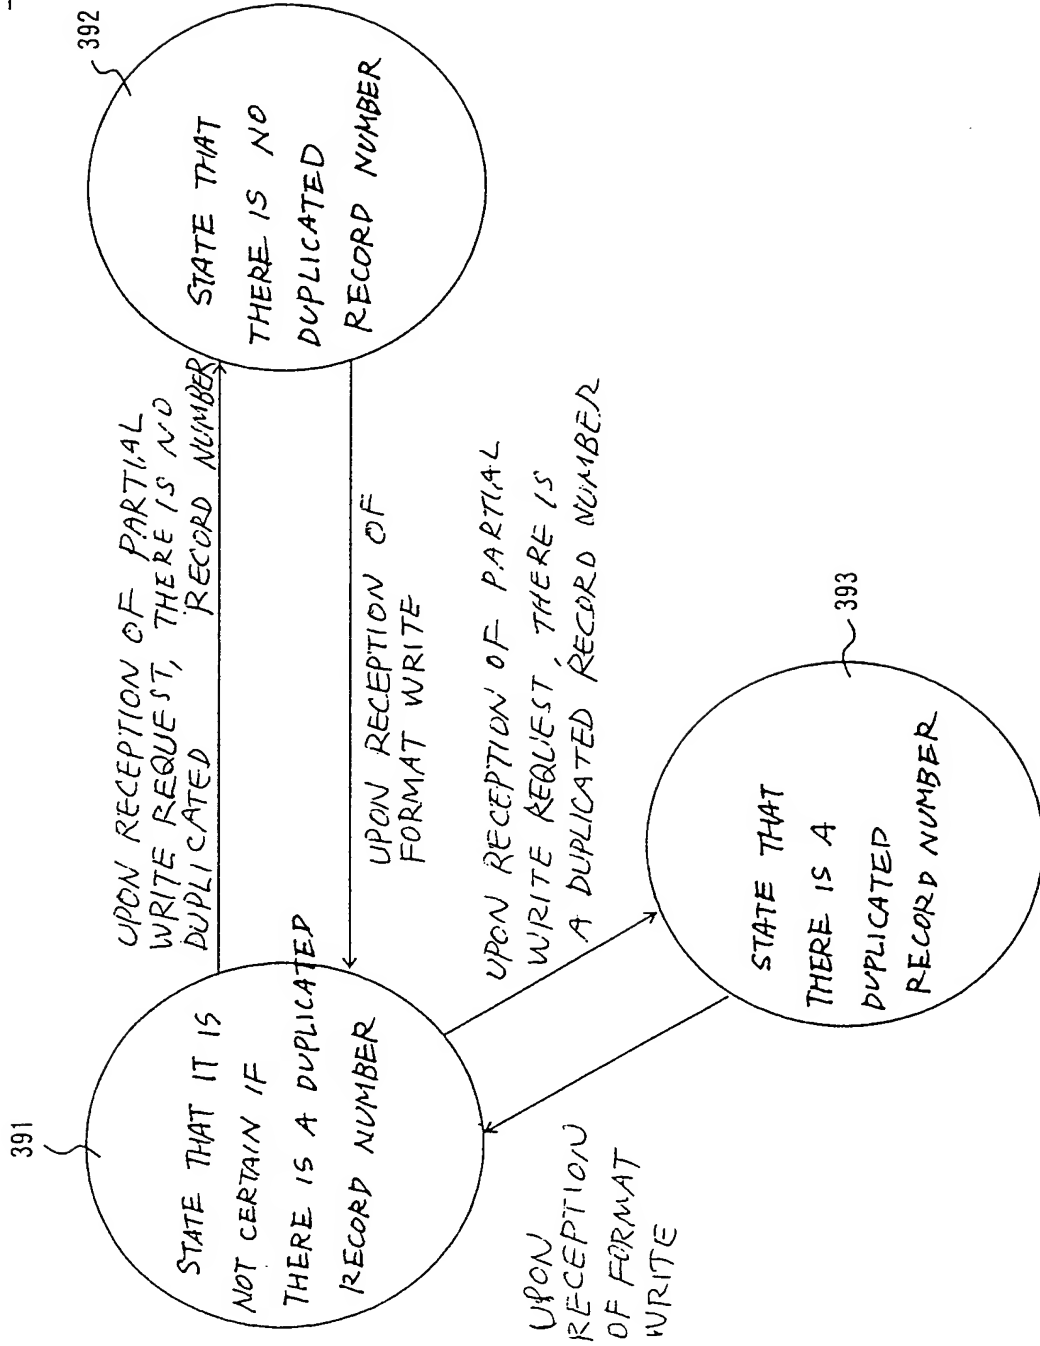 391
STATE THAT IT IS
NOT CERTAIN IF
THERE IS A DUPLICATED
RECORD NUMBER
UPON RECEPTION OF PARTIAL
WRITE REQUEST, THERE IS NO
DUPLICATED RECORD NUMBER
392
STATE THAT
THERE IS NO
DUPLICATED
RECORD NUMBER
UPON RECEPTION OF
FORMAT WRITE
UPON RECEPTION OF PARTIAL
WRITE REQUEST, THERE IS
A DUPLICATED RECORD NUMBER
UPON
RECEPTION
OF FORMAT
WRITE
393
STATE THAT
THERE IS A
DUPLICATED
RECORD NUMBER